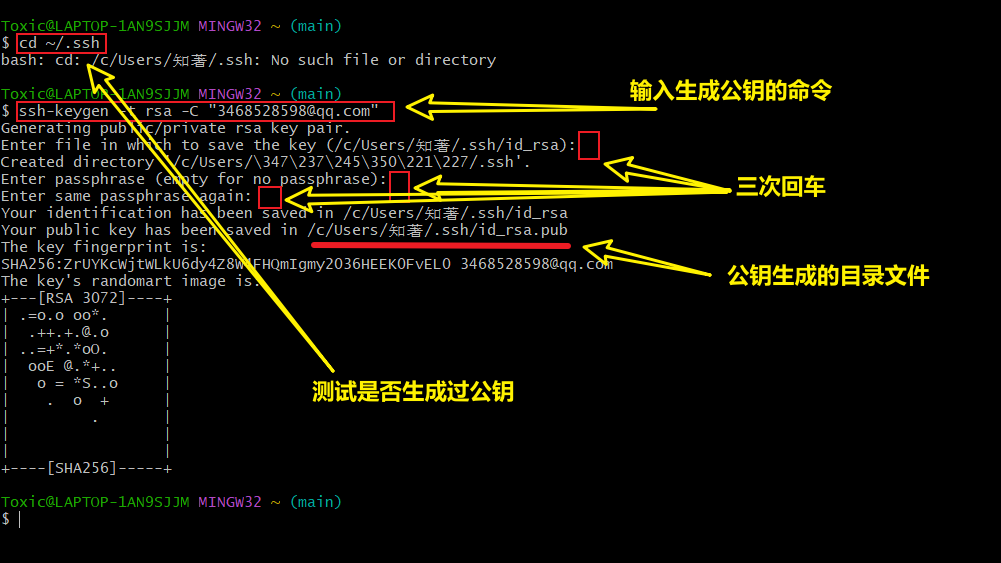 Toxic@LAPTOP-1AN9SJJM MINGW32 ~ (main)
$ cd ~/.ssh
bash: cd: /c/Users/知著/.ssh: No such file or directory
Toxic@LAPTOP-1AN9SJJM MINGW32 ~ (main)
$ ssh-keygen -t rsa -C "3468528598@qq.com"
输入生成公钥的命令
Generating public/private rsa key pair.
Enter file in which to save the key (/c/Users/知著/.ssh/id_rsa):
Created directory '/c/Users/\347\237\245\350\221\227/.ssh'.
Enter passphrase (empty for no passphrase):
三次回车
Enter same passphrase again:
Your identification has been saved in /c/Users/知著/.ssh/id_rsa
Your public key has been saved in /c/Users/知著/.ssh/id_rsa.pub
The key fingerprint is:
3468528598@qq.com
公钥生成的目录文件
The key's randomart image is:
+---[RSA 3072]----+
| .=o.o oo*.      |
|  .++.+.@.o      |
| ..=+*.*oO.      |
|  ooE @.*+..     |
|   o = *S..o     |
|    .  o  +      |
|         .       |
|                 |
|                 |
+----[SHA256]-----+
测试是否生成过公钥
Toxic@LAPTOP-1AN9SJJM MINGW32 ~ (main)
$